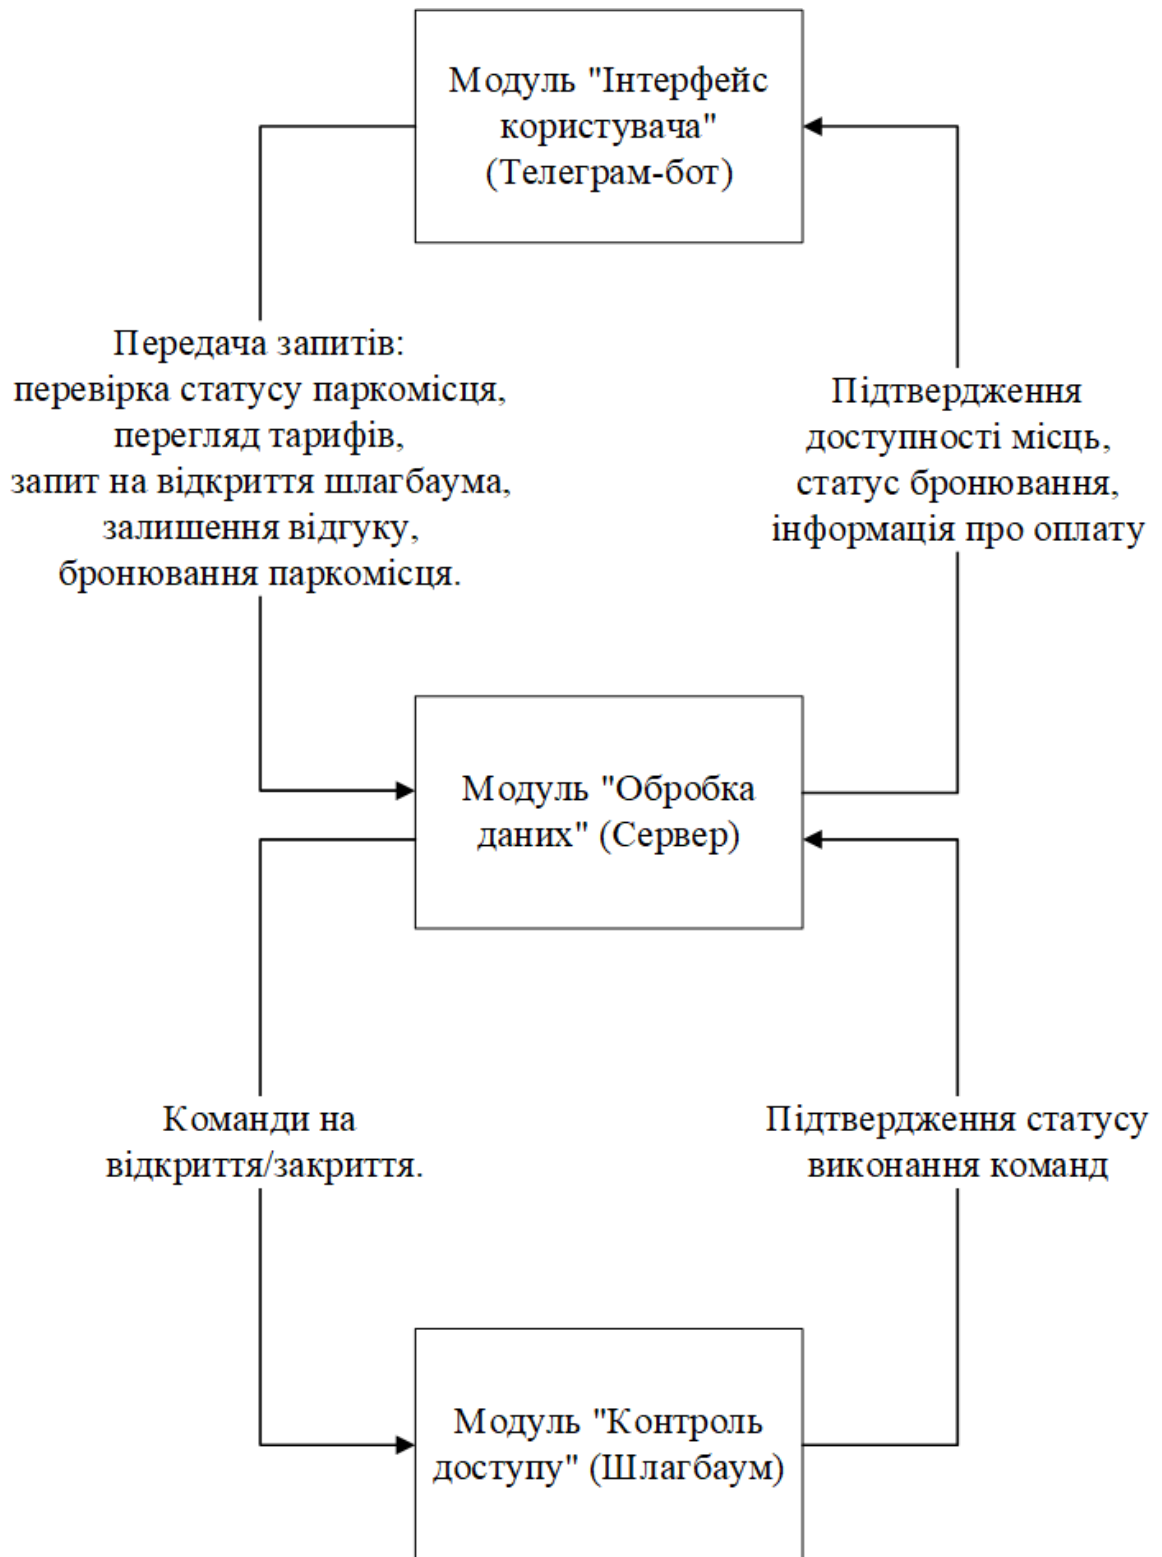 Модуль "Інтерфейс
користувача"
(Телеграм-бот)
Передача запитів:
перевірка статусу паркомісця,
перегляд тарифів,
запит на відкриття шлагбаума,
залишення відгуку,
бронювання паркомісця.
Підтвердження
доступності місць,
статус бронювання,
інформація про оплату
Модуль "Обробка
даних" (Сервер)
Команди на
відкриття/закриття.
Підтвердження статусу
виконання команд
Модуль "Контроль
доступу" (Шлагбаум)